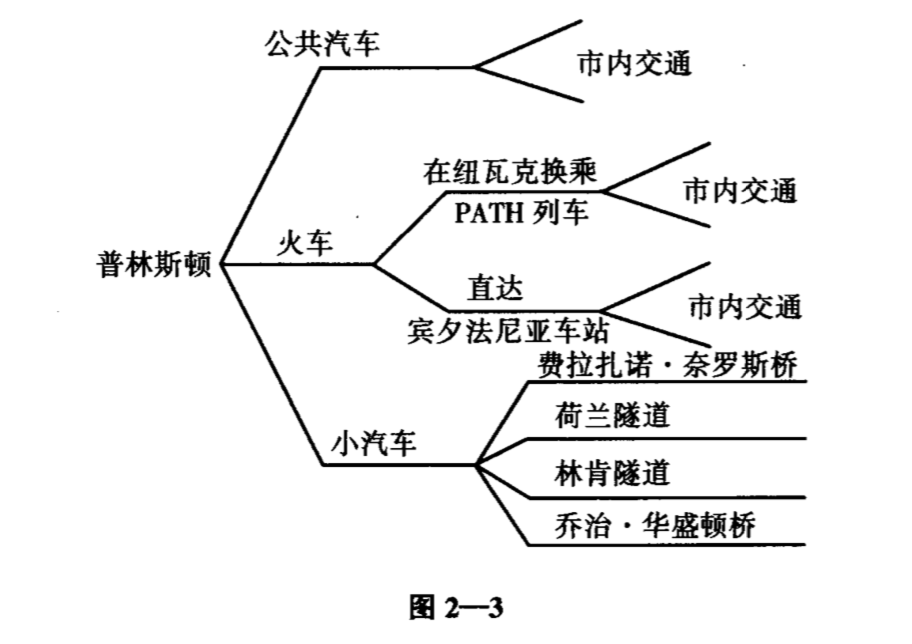 公共汽车
市内交通
在纽瓦克换乘
PATH 列车
市内交通
火车
普林斯顿
直达
宾夕法尼亚车站
市内交通
费拉扎诺·奈罗斯桥
荷兰隧道
小汽车
林肯隧道
乔治·华盛顿桥
图 2—3